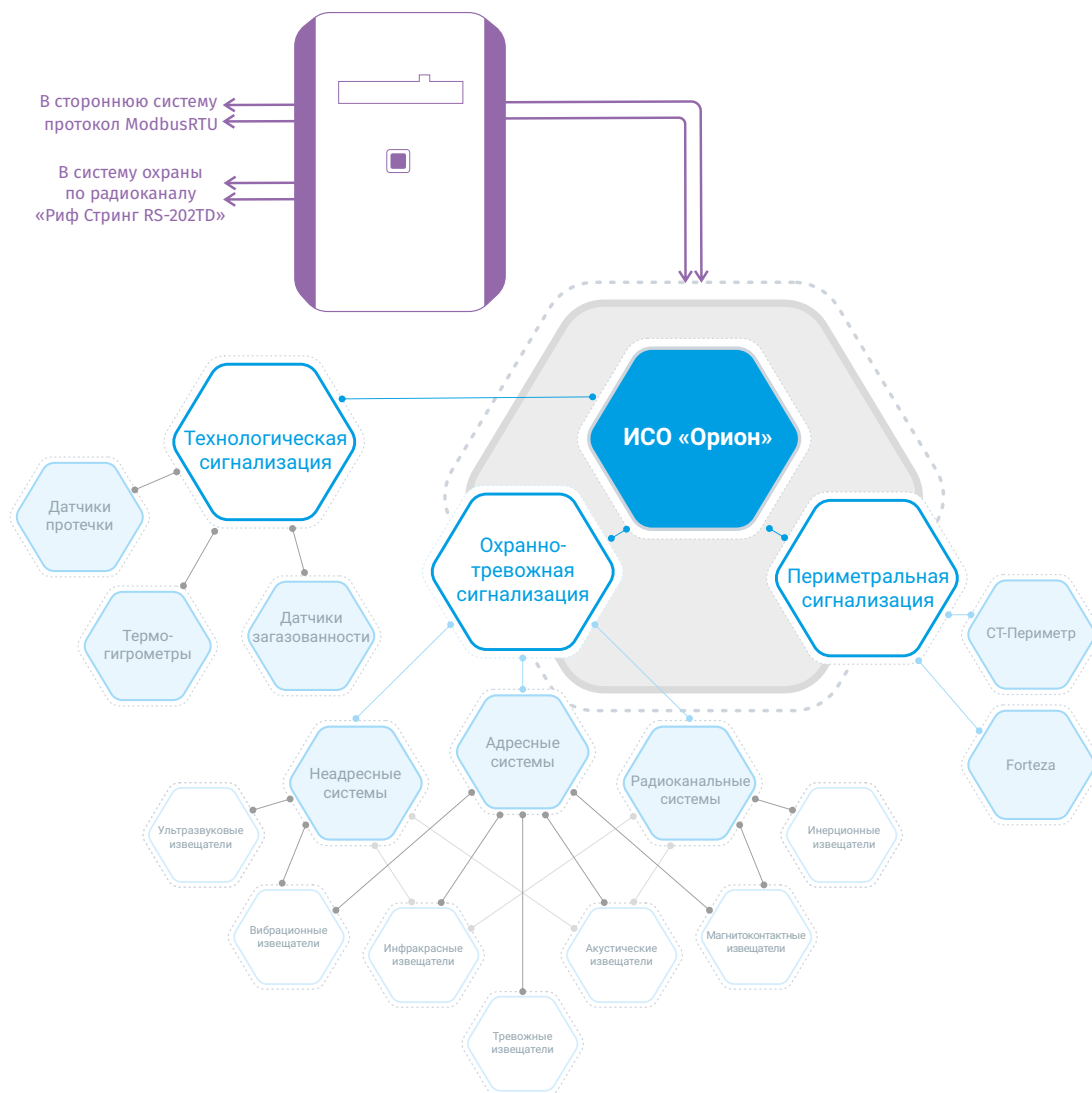 В стороннюю систему
протокол ModbusRTU
В систему охраны
по радиоканалу
«Риф Стринг RS-202TD»
ИСО «Орион»
Технологическая
сигнализация
Датчики
протечки
Охранно-
тревожная
сигнализация
Периметральная
сигнализация
Термо-
гигрометры
Датчики
загазованности
СТ-Периметр
Неадресные
системы
Адресные
системы
Радиоканальные
системы
Forteza
Ультразвуковые
извещатели
Инерционные
извещатели
Вибрационные
извещатели
Инфракрасные
извещатели
Акустические
извещатели
Магнитоконтактные
извещатели
Тревожные
извещатели